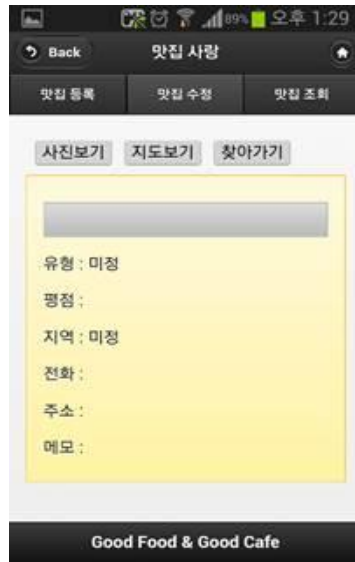 89% 오후 1:29
Back 맛집 사랑
맛집 등록 맛집 수정 맛집 조회
사진보기 지도보기 찾아가기
유형 : 미정
평점 :
지역 : 미정
전화 :
주소 :
메모 :
Good Food & Good Cafe